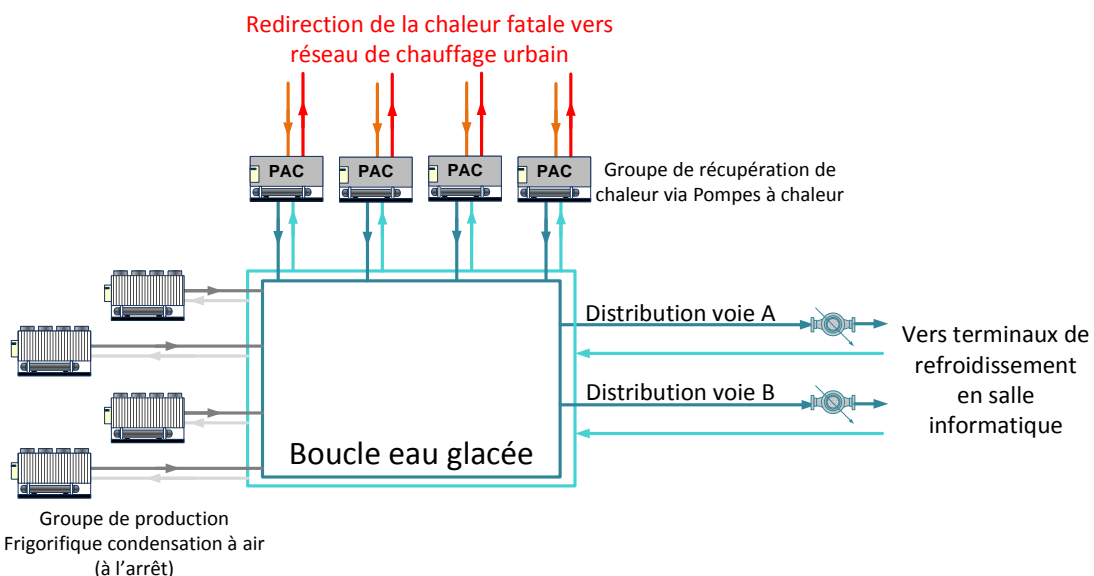 Redirection de la chaleur fatale vers
réseau de chauffage urbain
PAC
PAC
PAC
PAC
Groupe de récupération de
chaleur via Pompes à chaleur
Distribution voie A
Distribution voie B
Vers terminaux de
refroidissement
en salle
informatique
Boucle eau glacée
Groupe de production
Frigorifique condensation à air
(à l'arrêt)